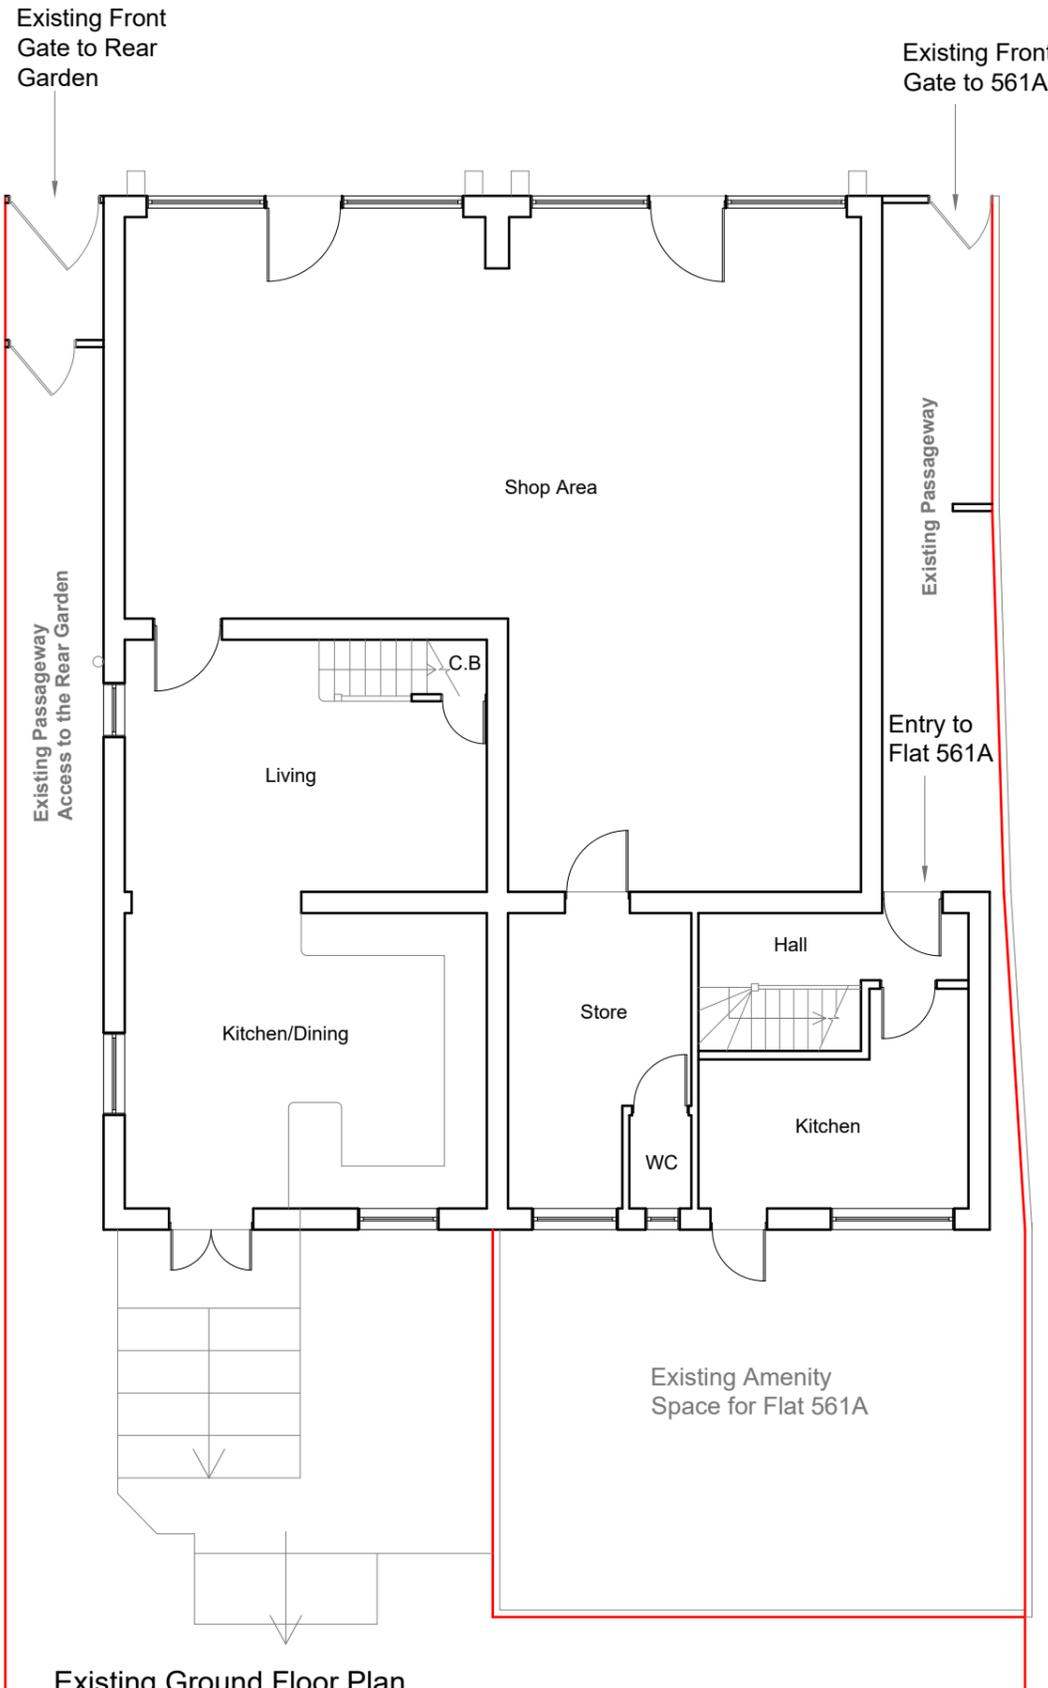 Existing Front
Gate to Rear
Garden
Existing Front
Gate to 561A
Shop Area
Existing Passageway
Existing Passageway
Access to the Rear Garden
C.B
Living
Entry to
Flat 561A
Hall
Store
Kitchen/Dining
Kitchen
WC
Existing Amenity
Space for Flat 561A
Existing Ground Floor Plan